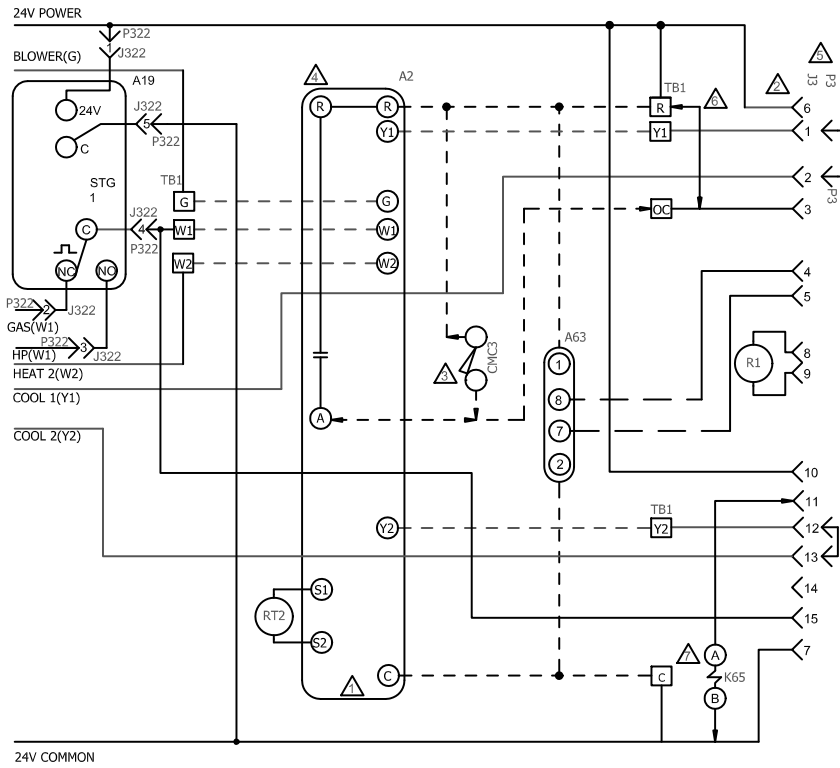 24V POWER
P322
1
J322
BLOWER(G)
A19
24V
J322
5
P322
C
STG
1
TB1
G
J322
C
4
W1
P322
W2
NC
NO
P322
2
J322
GAS(W1)
P322
3
J322
HP(W1)
HEAT 2(W2)
COOL 1(Y1)
COOL 2(Y2)
4
A2
R
R
Y1
G
W1
W2
A
Y2
S1
RT2
S2
C
1
TB1
6
R
Y1
OC
CMC3
3
A63
1
8
7
2
TB1
Y2
C
7
A
K65
B
R1
5
P3
J3
2
6
1
2
P3
3
4
5
8
9
10
11
12
13
14
15
7
24V COMMON